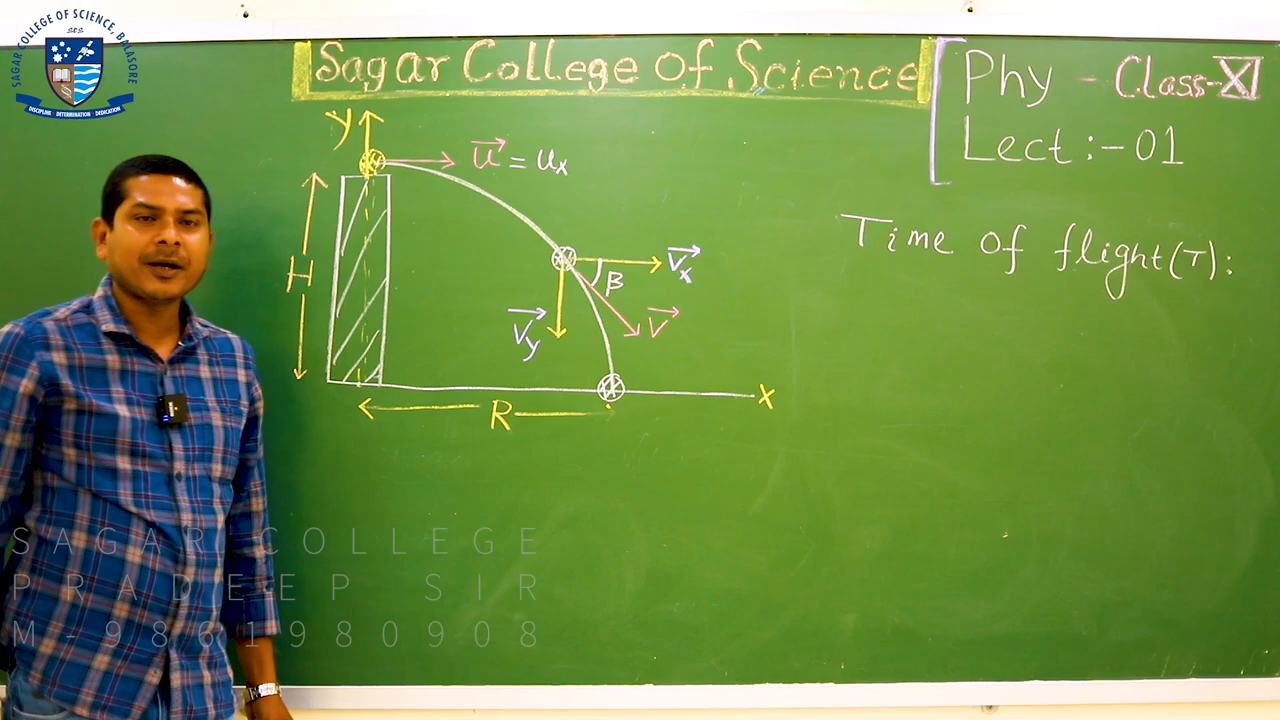 SAGAR COLLEGE OF SCIENCE, BALASORE
SCS
DISCIPLINE · DETERMINATION · DEDICATION
Sagar College Of Science
Phy - Class-XI
Lect:-01
y
u = ux
H
Time of flight(T):
vx
β
vy
v
x
R
SAGAR COLLEGE
PRADEEP SIR
M-9861980908